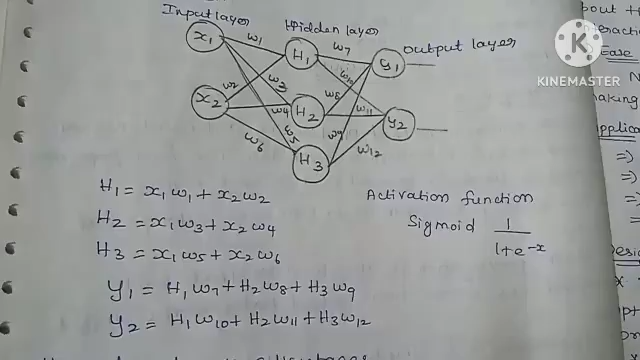 Input layer
Hidden layer
output layer
x1
x2
H1
H2
H3
y1
y2
w1
w2
w3
w4
w5
w6
w7
w8
w9
w10
w11
w12
H1 = x1w1 + x2w2
H2 = x1w3 + x2w4
H3 = x1w5 + x2w6
y1 = H1w7 + H2w8 + H3w9
y2 = H1w10 + H2w11 + H3w12
Activation function
Sigmoid 1
1+e^-x
KINEMASTER
Ease
N
making
=>
=>
=>
=>